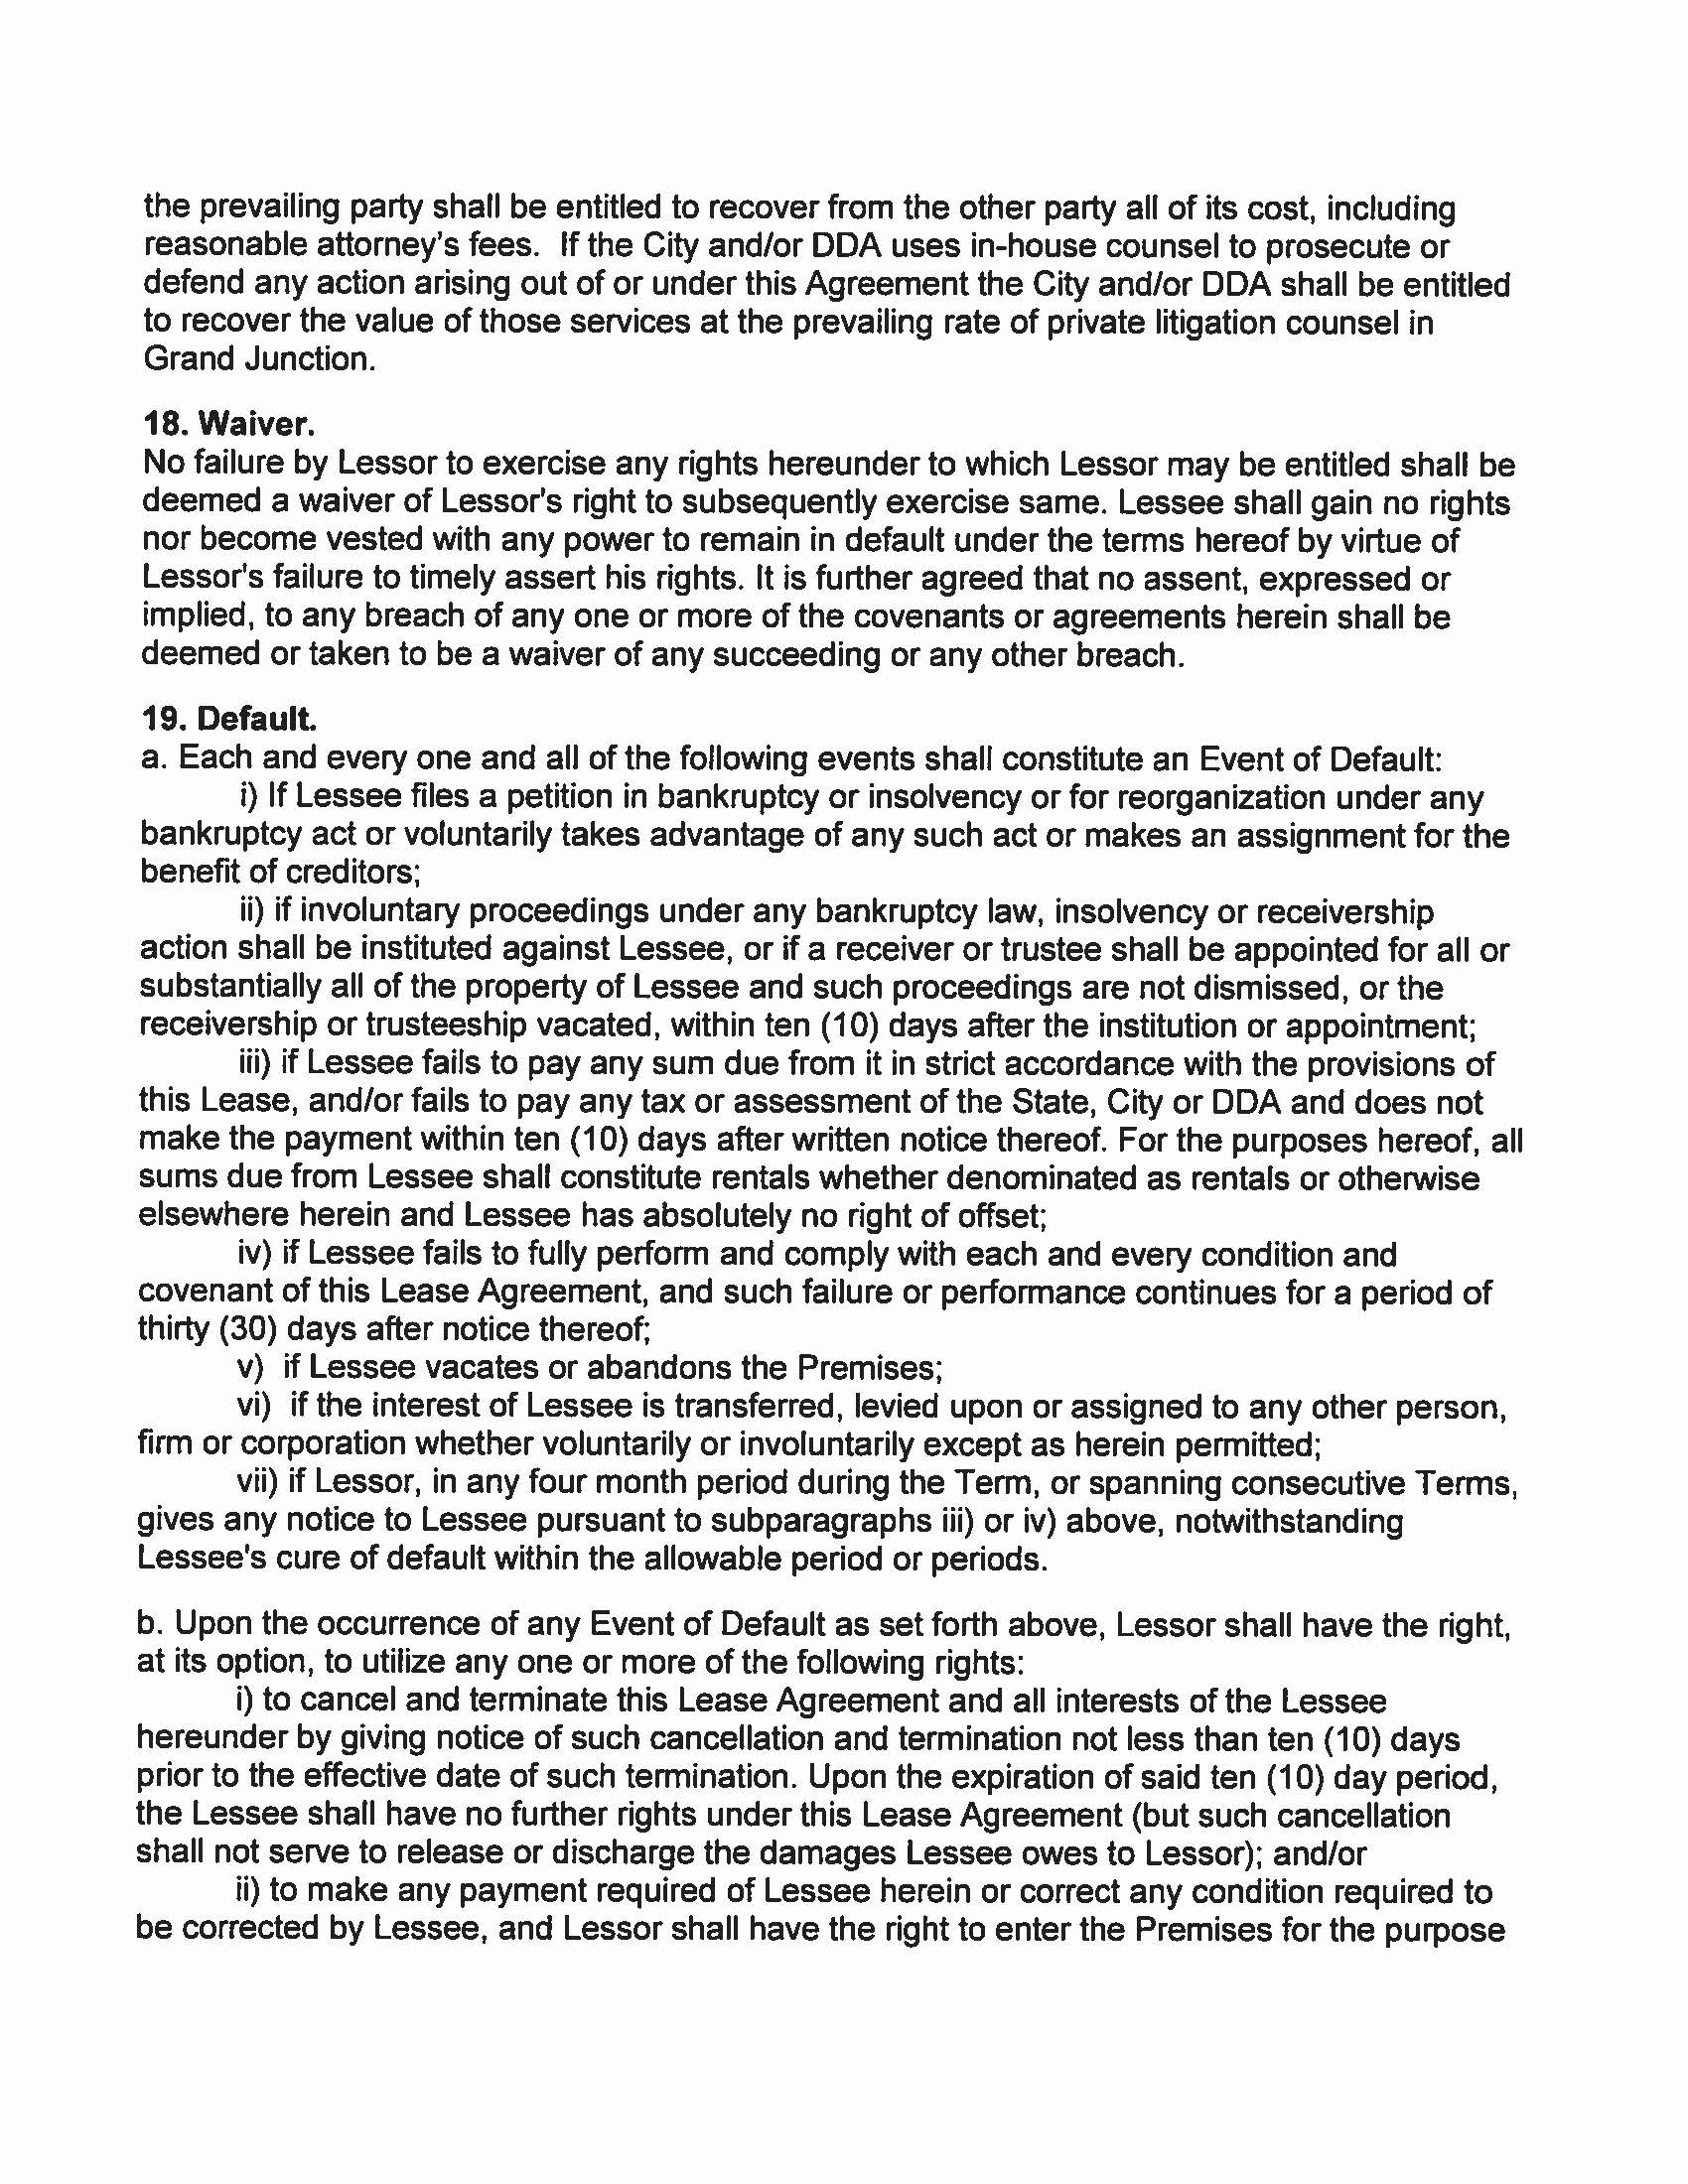 the prevailing party shall be entitled to recover from the other party all of its cost, including
reasonable attorney's fees.  If the City and/or DDA uses in-house counsel to prosecute or
defend any action arising out of or under this Agreement the City and/or DDA shall be entitled
to recover the value of those services at the prevailing rate of private litigation counsel in
Grand Junction.
18. Waiver.
No failure by Lessor to exercise any rights hereunder to which Lessor may be entitled shall be
deemed a waiver of Lessor's right to subsequently exercise same. Lessee shall gain no rights
nor become vested with any power to remain in default under the terms hereof by virtue of
Lessor's failure to timely assert his rights. It is further agreed that no assent, expressed or
implied, to any breach of any one or more of the covenants or agreements herein shall be
deemed or taken to be a waiver of any succeeding or any other breach.
19. Default.
a. Each and every one and all of the following events shall constitute an Event of Default:
i) If Lessee files a petition in bankruptcy or insolvency or for reorganization under any
bankruptcy act or voluntarily takes advantage of any such act or makes an assignment for the
benefit of creditors;
ii) if involuntary proceedings under any bankruptcy law, insolvency or receivership
action shall be instituted against Lessee, or if a receiver or trustee shall be appointed for all or
substantially all of the property of Lessee and such proceedings are not dismissed, or the
receivership or trusteeship vacated, within ten (10) days after the institution or appointment;
iii) if Lessee fails to pay any sum due from it in strict accordance with the provisions of
this Lease, and/or fails to pay any tax or assessment of the State, City or DDA and does not
make the payment within ten (10) days after written notice thereof. For the purposes hereof, all
sums due from Lessee shall constitute rentals whether denominated as rentals or otherwise
elsewhere herein and Lessee has absolutely no right of offset;
iv) if Lessee fails to fully perform and comply with each and every condition and
covenant of this Lease Agreement, and such failure or performance continues for a period of
thirty (30) days after notice thereof;
v)  if Lessee vacates or abandons the Premises;
vi)  if the interest of Lessee is transferred, levied upon or assigned to any other person,
firm or corporation whether voluntarily or involuntarily except as herein permitted;
vii) if Lessor, in any four month period during the Term, or spanning consecutive Terms,
gives any notice to Lessee pursuant to subparagraphs iii) or iv) above, notwithstanding
Lessee's cure of default within the allowable period or periods.
b. Upon the occurrence of any Event of Default as set forth above, Lessor shall have the right,
at its option, to utilize any one or more of the following rights:
i) to cancel and terminate this Lease Agreement and all interests of the Lessee
hereunder by giving notice of such cancellation and termination not less than ten (10) days
prior to the effective date of such termination. Upon the expiration of said ten (10) day period,
the Lessee shall have no further rights under this Lease Agreement (but such cancellation
shall not serve to release or discharge the damages Lessee owes to Lessor); and/or
ii) to make any payment required of Lessee herein or correct any condition required to
be corrected by Lessee, and Lessor shall have the right to enter the Premises for the purpose